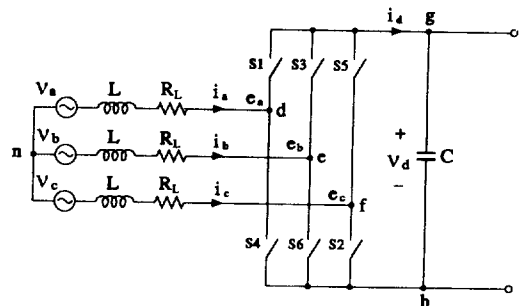 i_d g
S1 S3 S5
V_a L R_L i_a e_a d
V_b L R_L i_b e_b e
n
V_c L R_L i_c e_c f
+
V_d C
−
S4 S6 S2
h